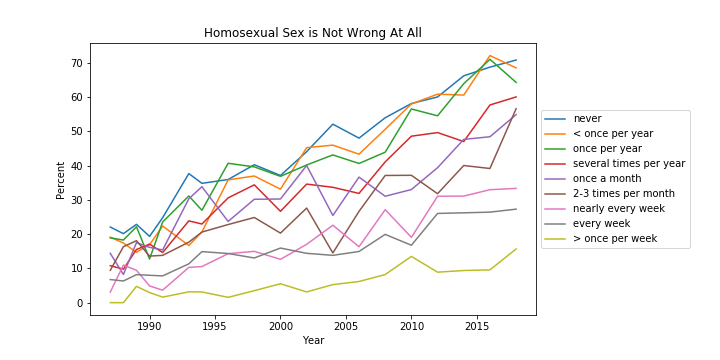 Homosexual Sex is Not Wrong At All
Percent
70
60
50
40
30
20
10
0
1990 1995 2000 2005 2010 2015
Year
never
< once per year
once per year
several times per year
once a month
2-3 times per month
nearly every week
every week
> once per week